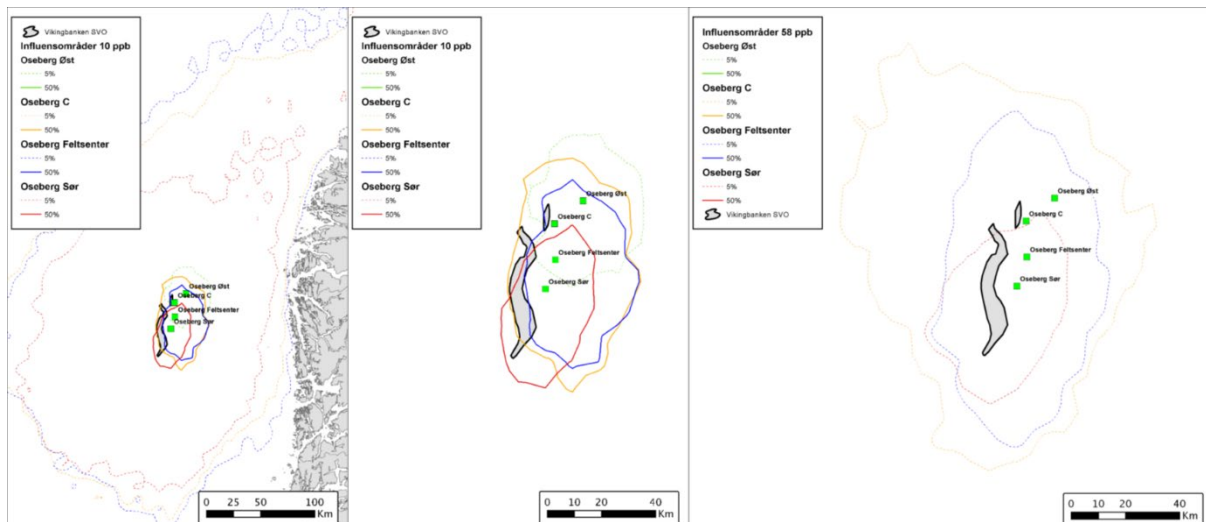 Vikingbanken SVO
Influensområder 10 ppb
Oseberg Øst
5%
50%
Oseberg C
5%
50%
Oseberg Feltsenter
5%
50%
Oseberg Sør
5%
50%
Oseberg Øst
Oseberg C
Oseberg Feltsenter
Oseberg Sør
0 25 50 100
Km
Vikingbanken SVO
Influensområder 10 ppb
Oseberg Øst
5%
50%
Oseberg C
5%
50%
Oseberg Feltsenter
5%
50%
Oseberg Sør
5%
50%
Oseberg Øst
Oseberg C
Oseberg Feltsenter
Oseberg Sør
0 10 20 40
Km
Influensområder 58 ppb
Oseberg Øst
5%
50%
Oseberg C
5%
50%
Oseberg Feltsenter
5%
50%
Oseberg Sør
5%
50%
Vikingbanken SVO
Oseberg Øst
Oseberg C
Oseberg Feltsenter
Oseberg Sør
0 10 20 40
Km